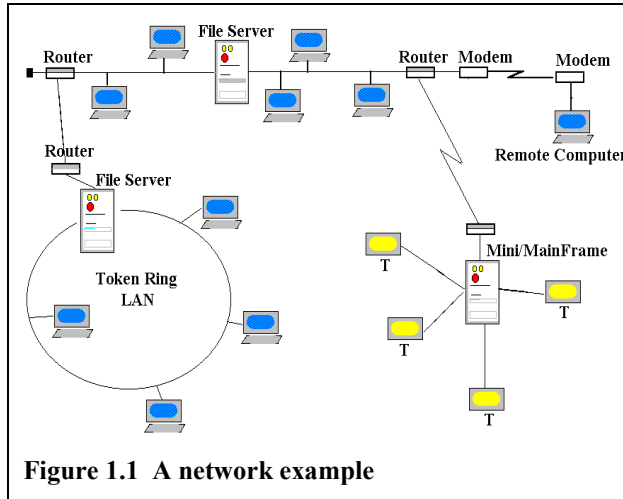 File Server
Router
Router
Modem
Modem
Remote Computer
Router
File Server
Mini/MainFrame
Token Ring
LAN
T
T
T
T
Figure 1.1 A network example